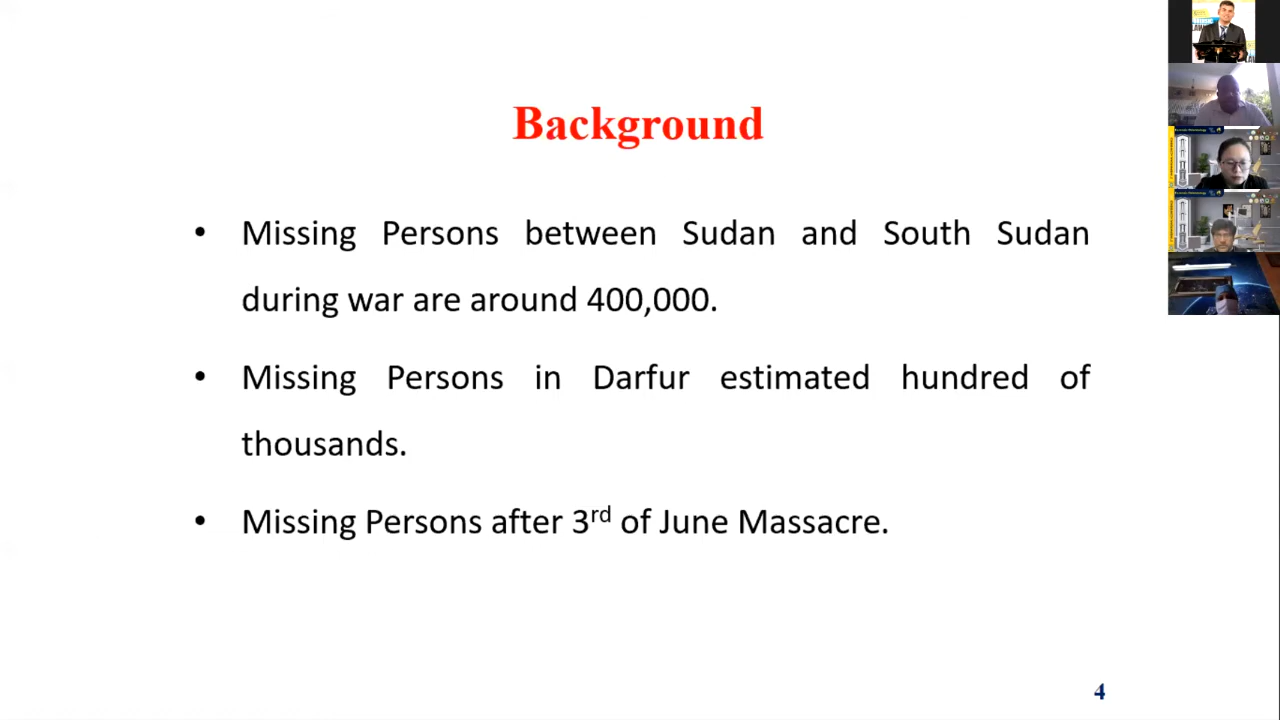 Background
• Missing Persons between Sudan and South Sudan
during war are around 400,000.
• Missing Persons in Darfur estimated hundred of
thousands.
• Missing Persons after 3rd of June Massacre.
4